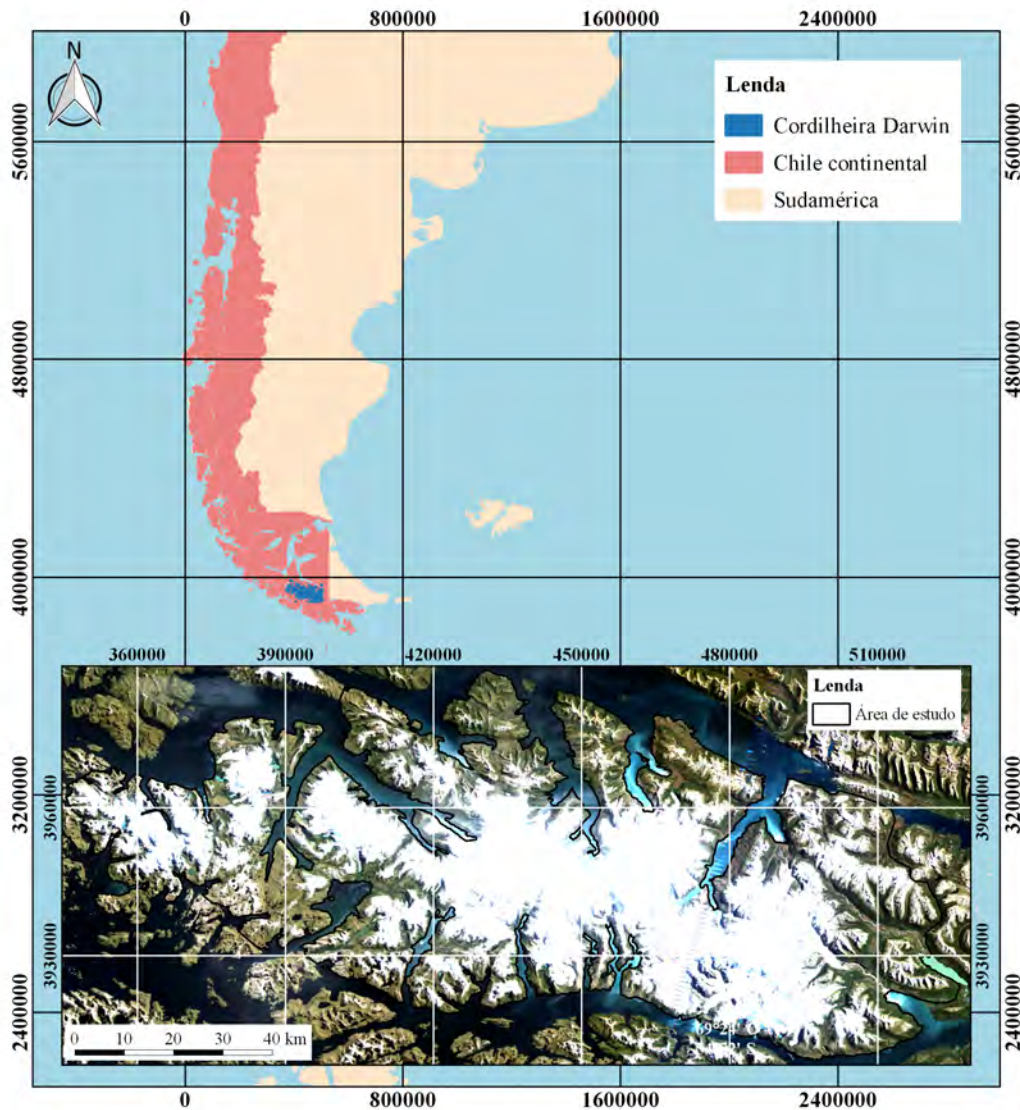 0 800000 1600000 2400000
N
Lenda
Cordilheira Darwin
Chile continental
Sudamérica
5600000 5600000
4800000 4800000
4000000 4000000
360000 390000 420000 450000 480000 510000
Lenda
Área de estudo
3200000 3960000 3960000 3200000
3930000 3930000
2400000 2400000
0 10 20 30 40 km
0 800000 1600000 2400000